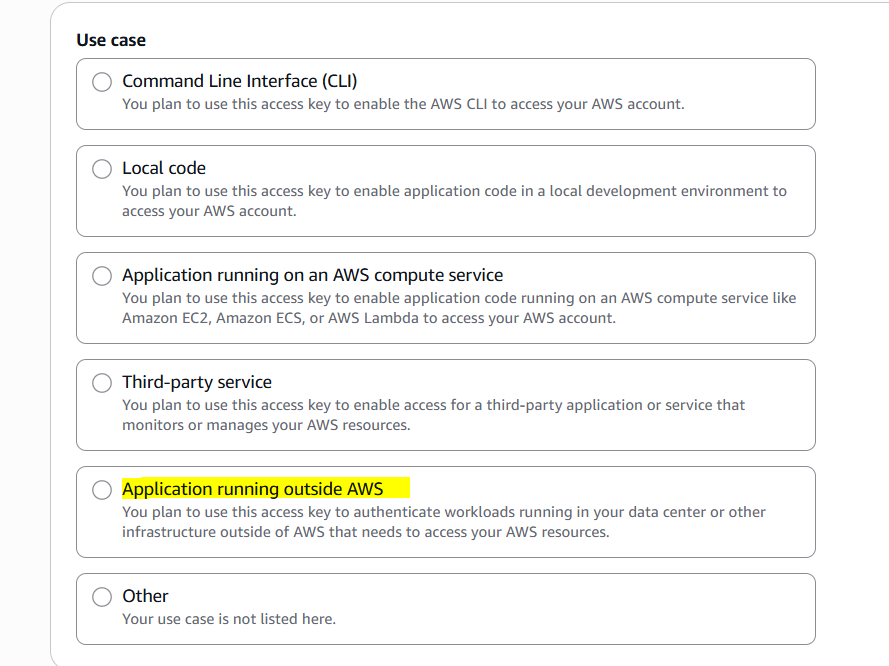 Use case
Command Line Interface (CLI)
You plan to use this access key to enable the AWS CLI to access your AWS account.
Local code
You plan to use this access key to enable application code in a local development environment to
access your AWS account.
Application running on an AWS compute service
You plan to use this access key to enable application code running on an AWS compute service like
Amazon EC2, Amazon ECS, or AWS Lambda to access your AWS account.
Third-party service
You plan to use this access key to enable access for a third-party application or service that
monitors or manages your AWS resources.
Application running outside AWS
You plan to use this access key to authenticate workloads running in your data center or other
infrastructure outside of AWS that needs to access your AWS resources.
Other
Your use case is not listed here.